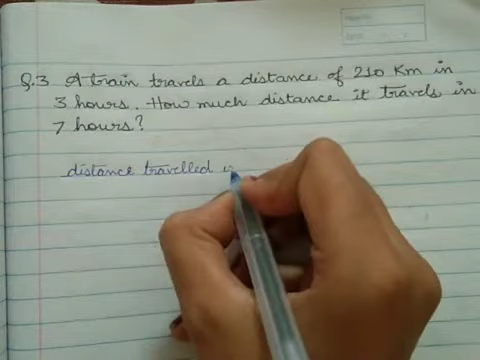 Q.3 A train travels a distance of 210 Km in
3 hours. How much distance it travels in
7 hours?
distance travelled